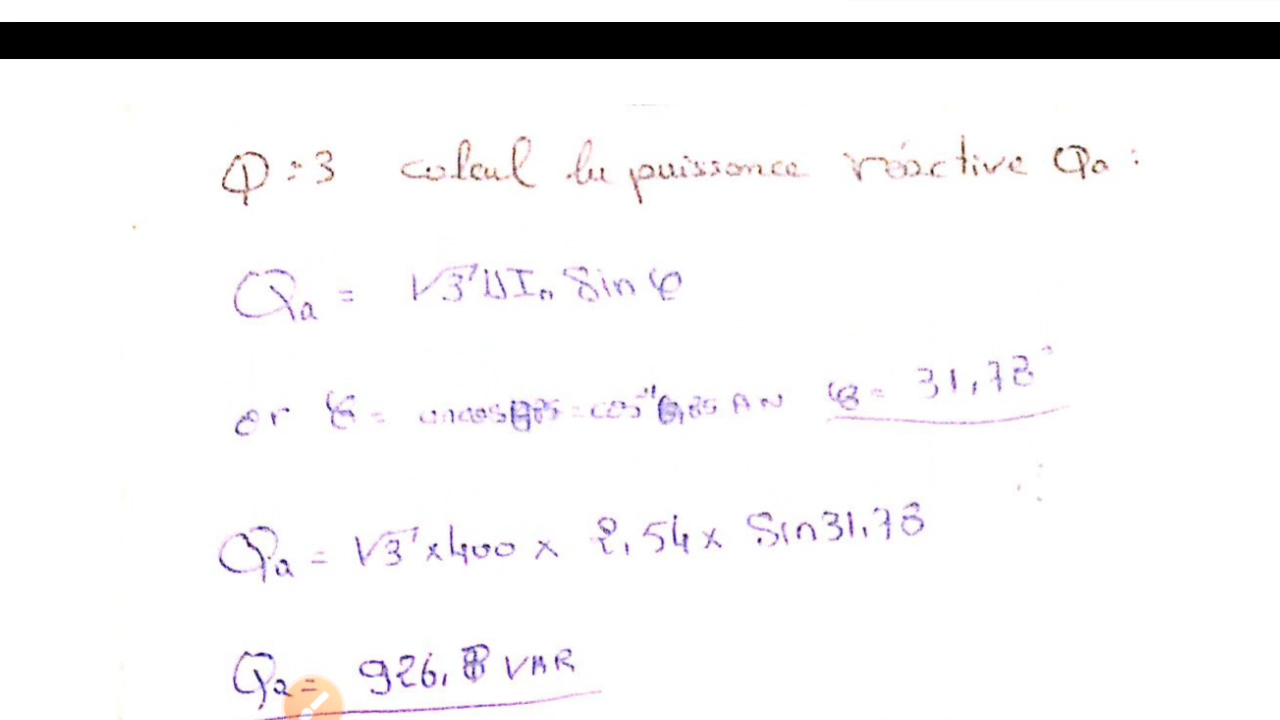 Q:3 calcul la puissance réactive Qa :
Qa = √3 U In Sin φ
or φ = arccos 0,85 = cos⁻¹ 0,85 AN φ = 31,78°
Qa = √3 × 400 × 2,54 × Sin 31,78
Qa = 926,8 VAR